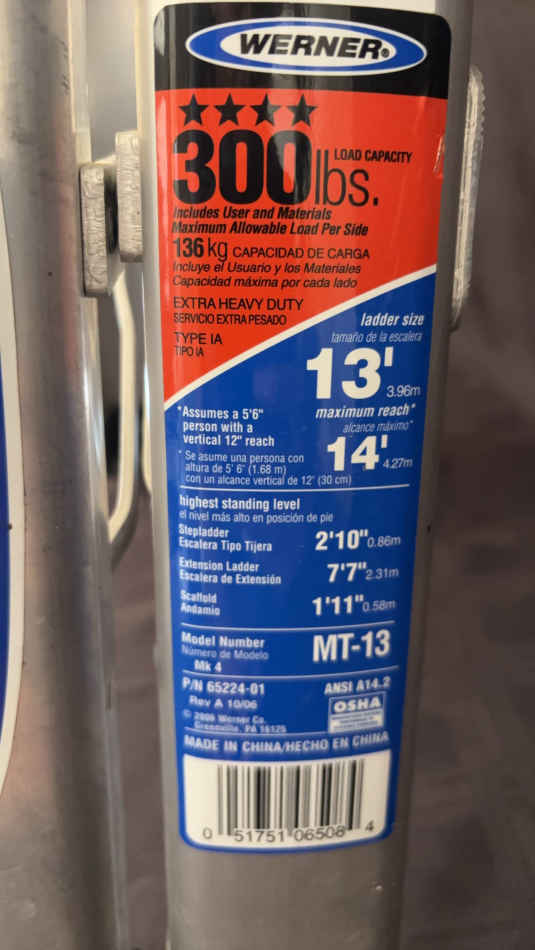 WERNER®
300 lbs. LOAD CAPACITY
Includes User and Materials
Maximum Allowable Load Per Side
136 kg CAPACIDAD DE CARGA
Incluye el Usuario y los Materiales
Capacidad máxima por cada lado
EXTRA HEAVY DUTY
SERVICIO EXTRA PESADO
TYPE IA
TIPO IA
ladder size
tamaño de la escalera
13' 3.96m
*Assumes a 5'6"
person with a
vertical 12" reach
* Se asume una persona con
altura de 5' 6' (1.68 m)
con un alcance vertical de 12' (30 cm)
maximum reach*
alcance máximo*
14' 4.27m
highest standing level
el nivel más alto en posición de pie
Stepladder
Escalera Tipo Tijera
2'10" 0.86m
Extension Ladder
Escalera de Extensión
7'7" 2.31m
Scaffold
Andamio
1'11" 0.58m
Model Number
Número de Modelo
Mk 4
MT-13
P/N 65224-01
Rev A 10/06
© 2006 Werner Co.
Greenville, PA 16125
ANSI A14.2
OSHA
MADE IN CHINA/HECHO EN CHINA
0 51751 06508 4